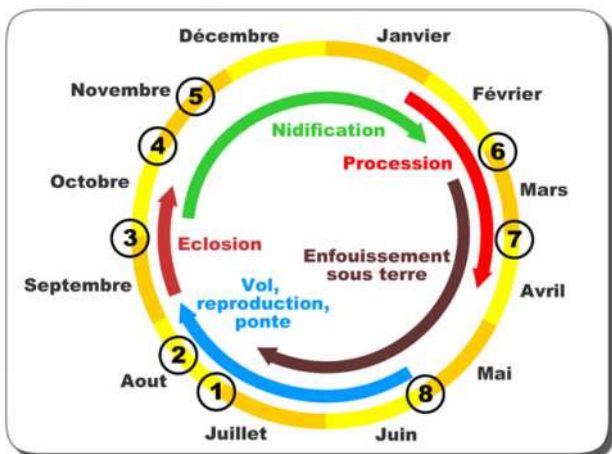 Décembre
Janvier
Novembre
5
Février
Nidification
4
6
Procession
Octobre
Mars
3
Eclosion
7
Enfouissement
sous terre
Septembre
Vol,
reproduction,
ponte
Avril
2
Aout
1
8
Mai
Juillet
Juin